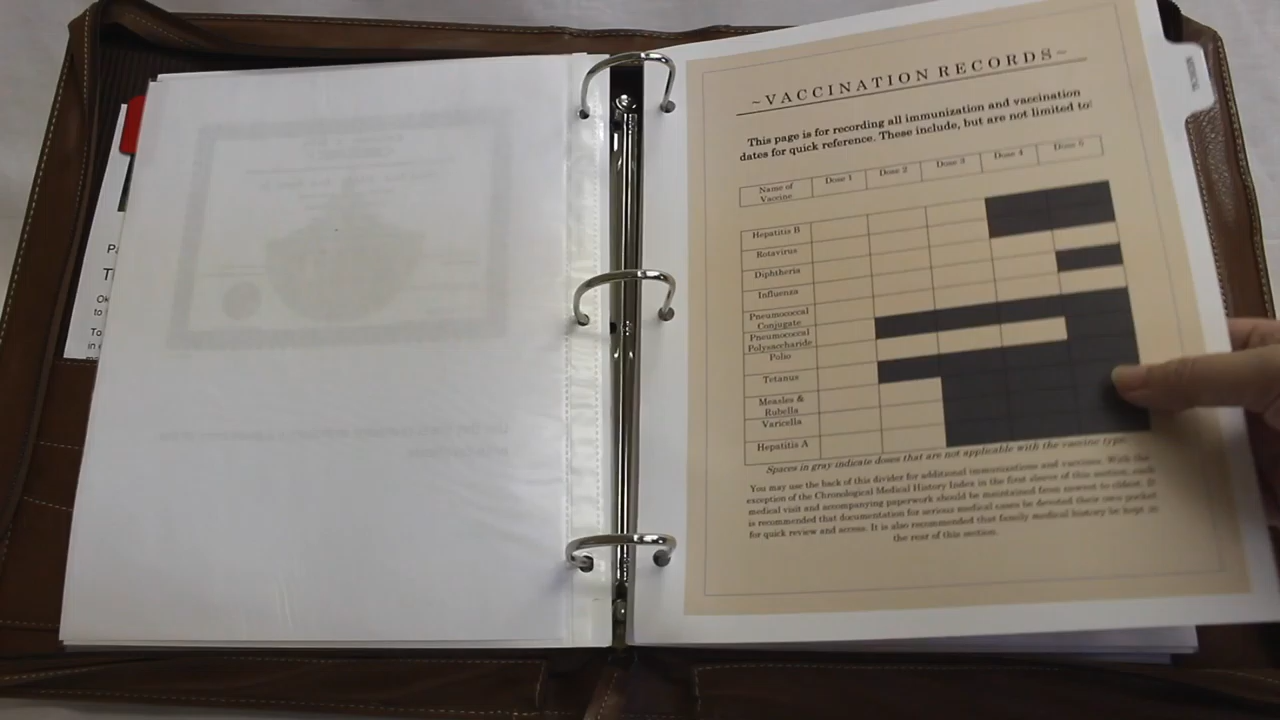 ~VACCINATION RECORDS~
This page is for recording all immunization and vaccination
dates for quick reference. These include, but are not limited to:
Name of Vaccine Dose 1 Dose 2 Dose 3 Dose 4 Dose 5
Hepatitis B
Rotavirus
Diphtheria
Influenza
Pneumococcal
Conjugate
Pneumococcal
Polysaccharide
Polio
Tetanus
Measles &
Rubella
Varicella
Hepatitis A
Spaces in gray indicate doses that are not applicable with the vaccine type.
You may use the back of this divider for additional immunizations and vaccines. With the
exception of the Chronological Medical History Index in the first sleeve of this section, each
medical visit and accompanying paperwork should be maintained from newest to oldest. It
is recommended that documentation for serious medical cases be devoted their own pocket
for quick review and access. It is also recommended that family medical history be kept in
the rear of this section.
Pa
T
Ok
to
To
in